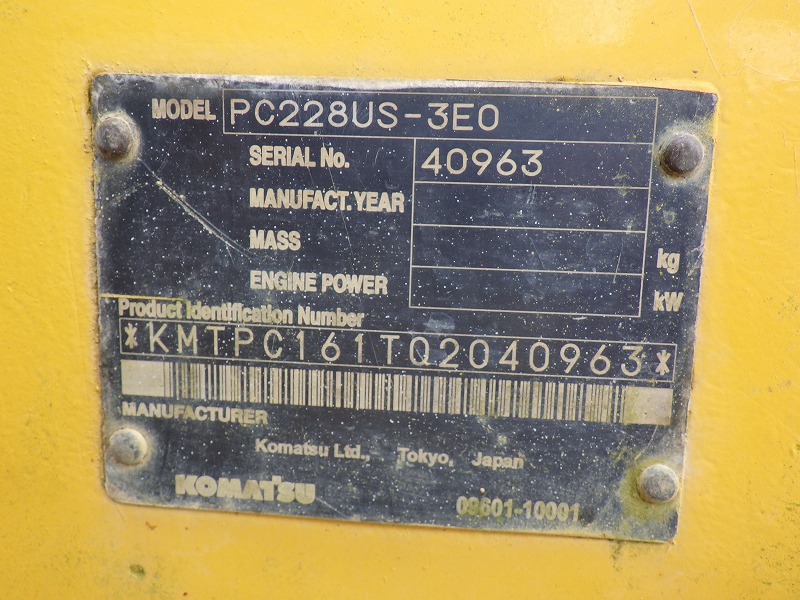 MODEL PC228US-3E0
SERIAL No. 40963
MANUFACT.YEAR
MASS kg
ENGINE POWER kW
Product Identification Number
*KMTPC161TQ2040963*
MANUFACTURER
Komatsu Ltd., Tokyo, Japan
KOMATSU 09601-10001